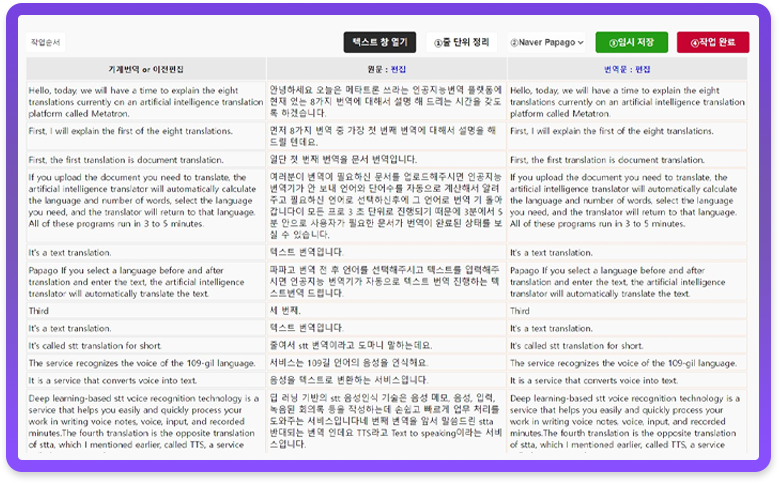 작업순서 텍스트 창 열기 ①줄 단위 정리 ②Naver Papago ③임시 저장 ④작업 완료
기계번역 or 이전편집 원문 : 편집 번역문 : 편집
Hello, today, we will have a time to explain the eight
translations currently on an artificial intelligence translation
platform called Metatron.
안녕하세요 오늘은 메타트론 쓰라는 인공지능번역 플랫폼에
현재 있는 8가지 번역에 대해서 설명 해 드리는 시간을 갖도
록 하겠습니다.
Hello, today, we will have a time to explain the eight
translations currently on an artificial intelligence translation
platform called Metatron.
First, I will explain the first of the eight translations.
먼저 8가지 번역 중 가장 첫 번째 번역에 대해서 설명을 해
드릴 텐데요.
First, I will explain the first of the eight translations.
First, the first translation is document translation.
일단 첫 번재 번역을 문서 번역입니다.
First, the first translation is document translation.
If you upload the document you need to translate, the
artificial intelligence translator will automatically calculate
the language and number of words, select the language
you need, and the translator will return to that language.
All of these programs run in 3 to 5 minutes.
여러분이 번역이 필요하신 문서를 업로드해주시면 인공지능
번역기가 안 보내 언어와 단어수를 자동으로 계산해서 알려
주고 필요하신 언어로 선택하신후에 그 언어로 번역 기 돌아
갑니다이 모든 프로 3 초 단위로 진행되기 때문에 3분에서 5
분 안으로 사용자가 필요한 문서가 번역이 완료된 상태를 보
실 수 있습니다.
If you upload the document you need to translate, the
artificial intelligence translator will automatically calculate
the language and number of words, select the language
you need, and the translator will return to that language.
All of these programs run in 3 to 5 minutes.
It's a text translation.
텍스트 번역입니다.
It's a text translation.
Papago If you select a language before and after
translation and enter the text, the artificial intelligence
translator will automatically translate the text.
파파고 번역 전 후 언어를 선택해주시고 텍스트를 입력해주
시면 인공지능 번역기가 자동으로 텍스트 번역 진행하는 텍
스트번역 드립니다.
Papago If you select a language before and after
translation and enter the text, the artificial intelligence
translator will automatically translate the text.
Third
세 번째.
Third
It's a text translation.
텍스트 번역입니다.
It's a text translation.
It's called stt translation for short.
줄여서 stt 번역이라고 도마니 말하는데요.
It's called stt translation for short.
The service recognizes the voice of the 109-gil language.
서비스는 109길 언어의 음성을 인식해요.
The service recognizes the voice of the 109-gil language.
It is a service that converts voice into text.
음성을 텍스트로 변환하는 서비스입니다.
It is a service that converts voice into text.
Deep learning-based stt voice recognition technology is a
service that helps you easily and quickly process your
work in writing voice notes, voice, input, and recorded
minutes.The fourth translation is the opposite translation
of stta, which I mentioned earlier, called TTS, a service
딥 러닝 기반의 stt 음성인식 기술은 음성 메모, 음성, 입력,
녹음된 회의록 등을 작성하는데 손쉽고 빠르게 업무 처리를
도와주는 서비스입니다네 번째 번역을 앞서 말씀드린 stta
반대되는 번역 인데요 TTS라고 Text to speaking이라는 서비
스입니다.
Deep learning-based stt voice recognition technology is a
service that helps you easily and quickly process your
work in writing voice notes, voice, input, and recorded
minutes.The fourth translation is the opposite translation
of stta, which I mentioned earlier, called TTS, a service